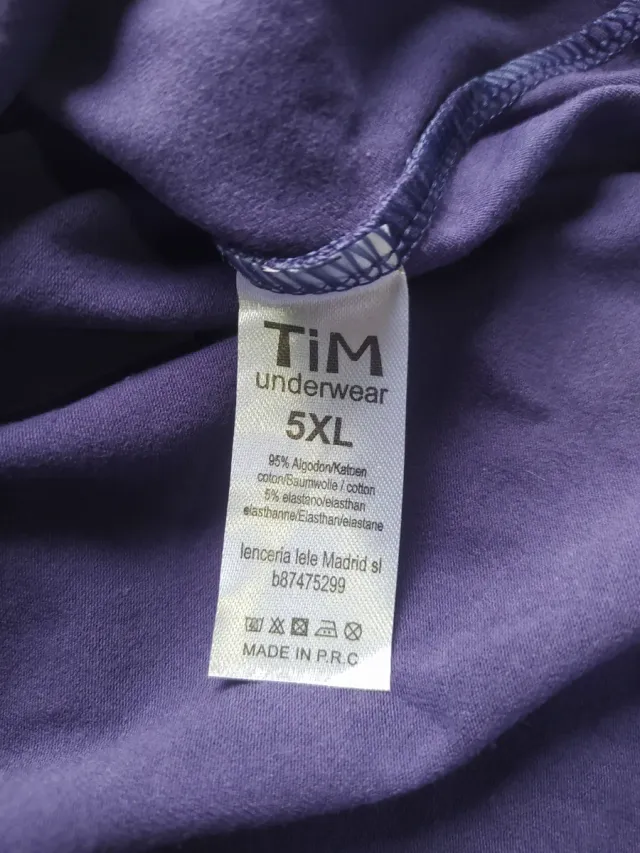 TiM
underwear
5XL
95% Algodon/Katoen
coton/Baumwolle / cotton
5% elastano/elasthan
elasthanne/Elasthan/elastane
lenceria lele Madrid sl
b87475299
MADE IN P.R.C